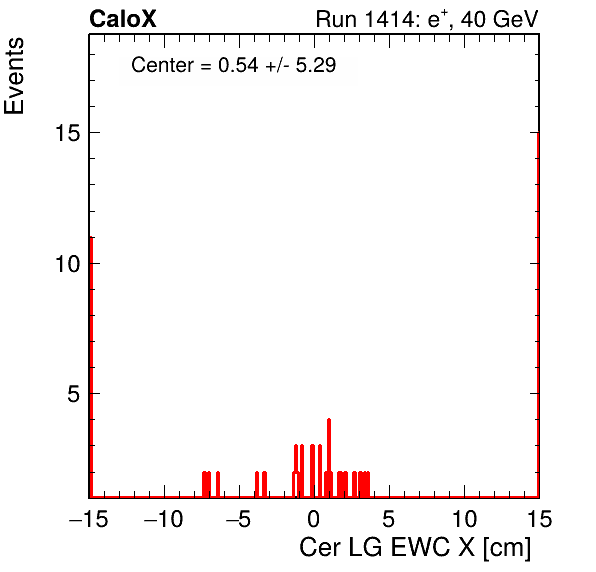 CaloX Run 1414: e⁺, 40 GeV
Center = 0.54 +/- 5.29
Events
15
10
5
−15 −10 −5 0 5 10 15
Cer LG EWC X [cm]